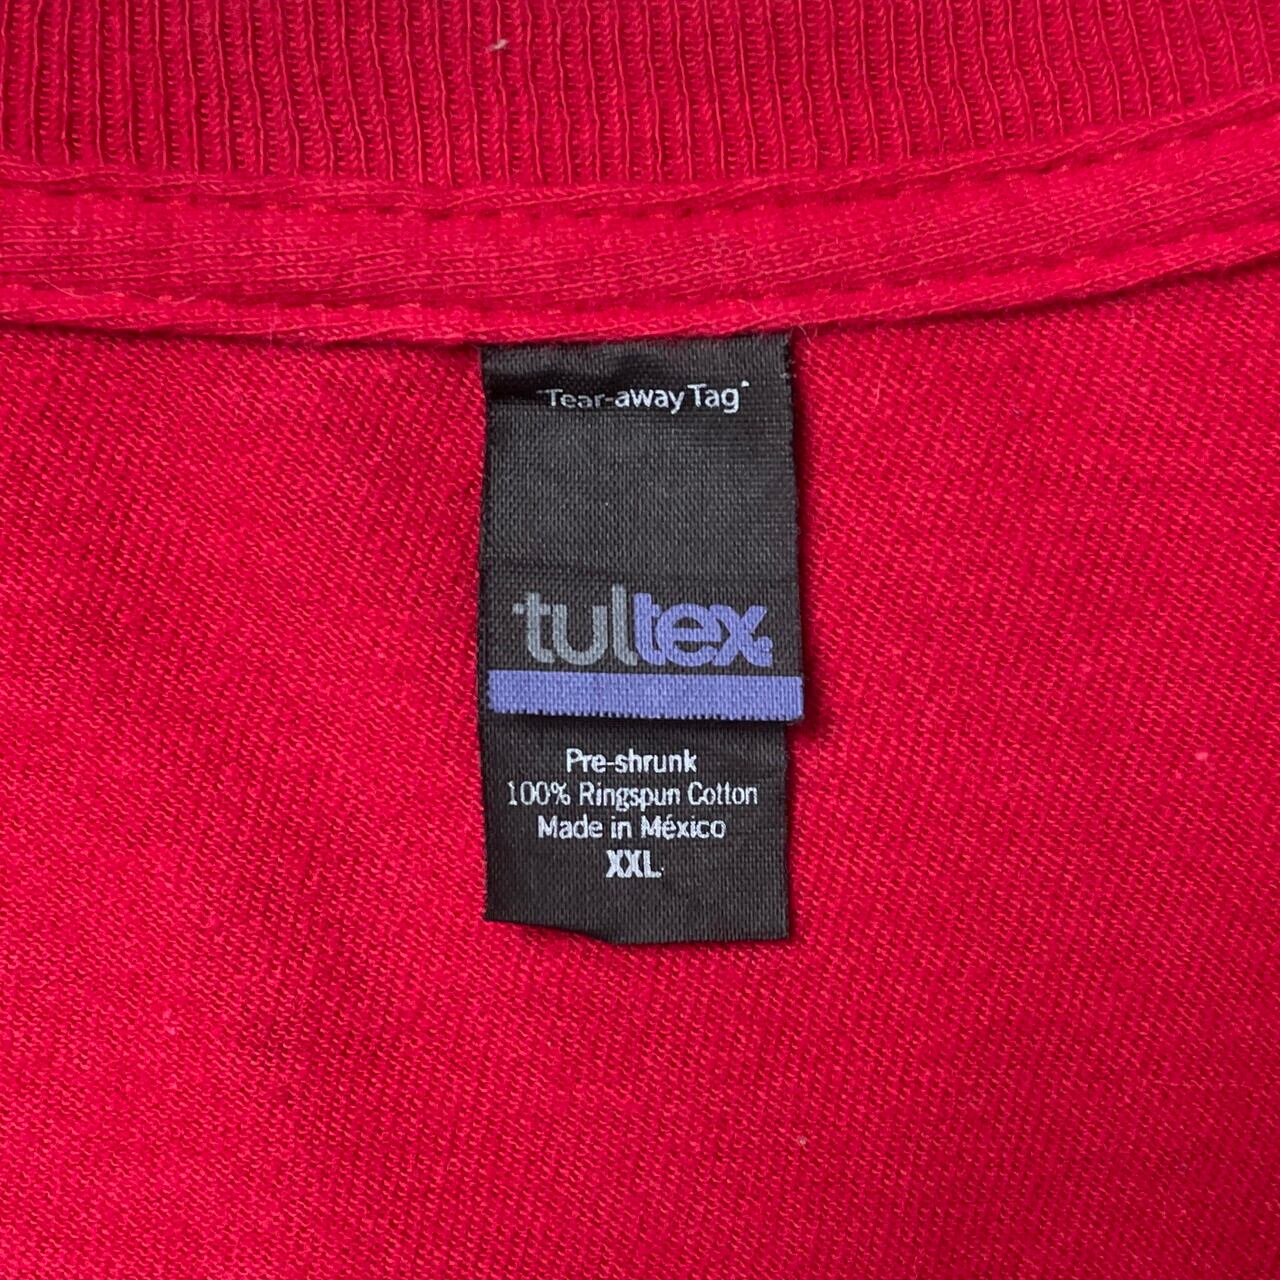 "Tear-away Tag"
tultex
Pre-shrunk
100% Ringspun Cotton
Made in México
XXL